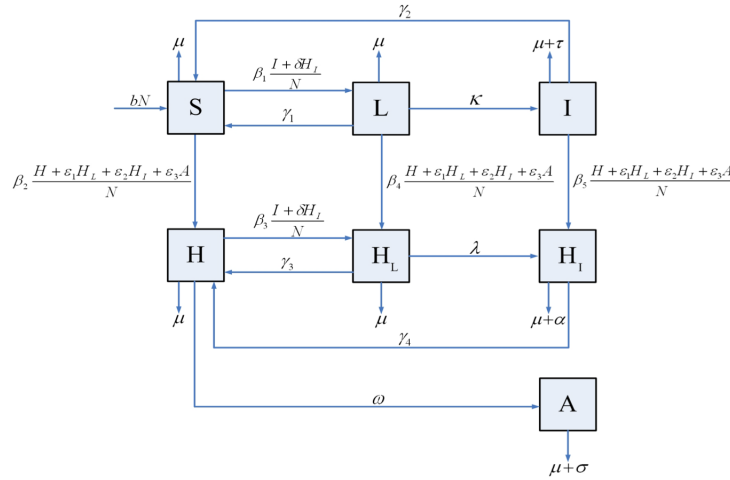 γ₂
μ
μ
μ+τ
β₁ (I + δH_I)/N
bN
S
L
κ
I
γ₁
β₂ (H + ε₁H_L + ε₂H_I + ε₃A)/N
β₄ (H + ε₁H_L + ε₂H_I + ε₃A)/N
β₅ (H + ε₁H_L + ε₂H_I + ε₃A)/N
β₃ (I + δH_I)/N
H
H_L
λ
H_I
γ₃
μ
μ
μ+α
γ₄
ω
A
μ+σ